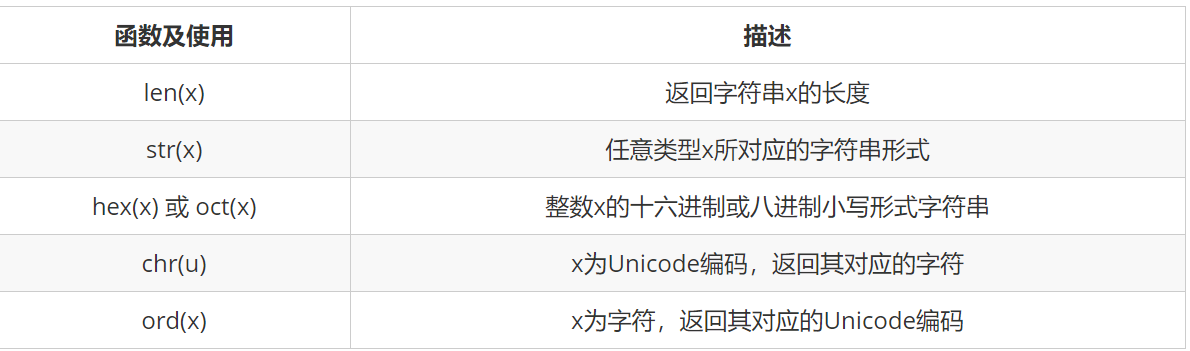 函数及使用 描述
len(x) 返回字符串x的长度
str(x) 任意类型x所对应的字符串形式
hex(x) 或 oct(x) 整数x的十六进制或八进制小写形式字符串
chr(u) x为Unicode编码，返回其对应的字符
ord(x) x为字符，返回其对应的Unicode编码